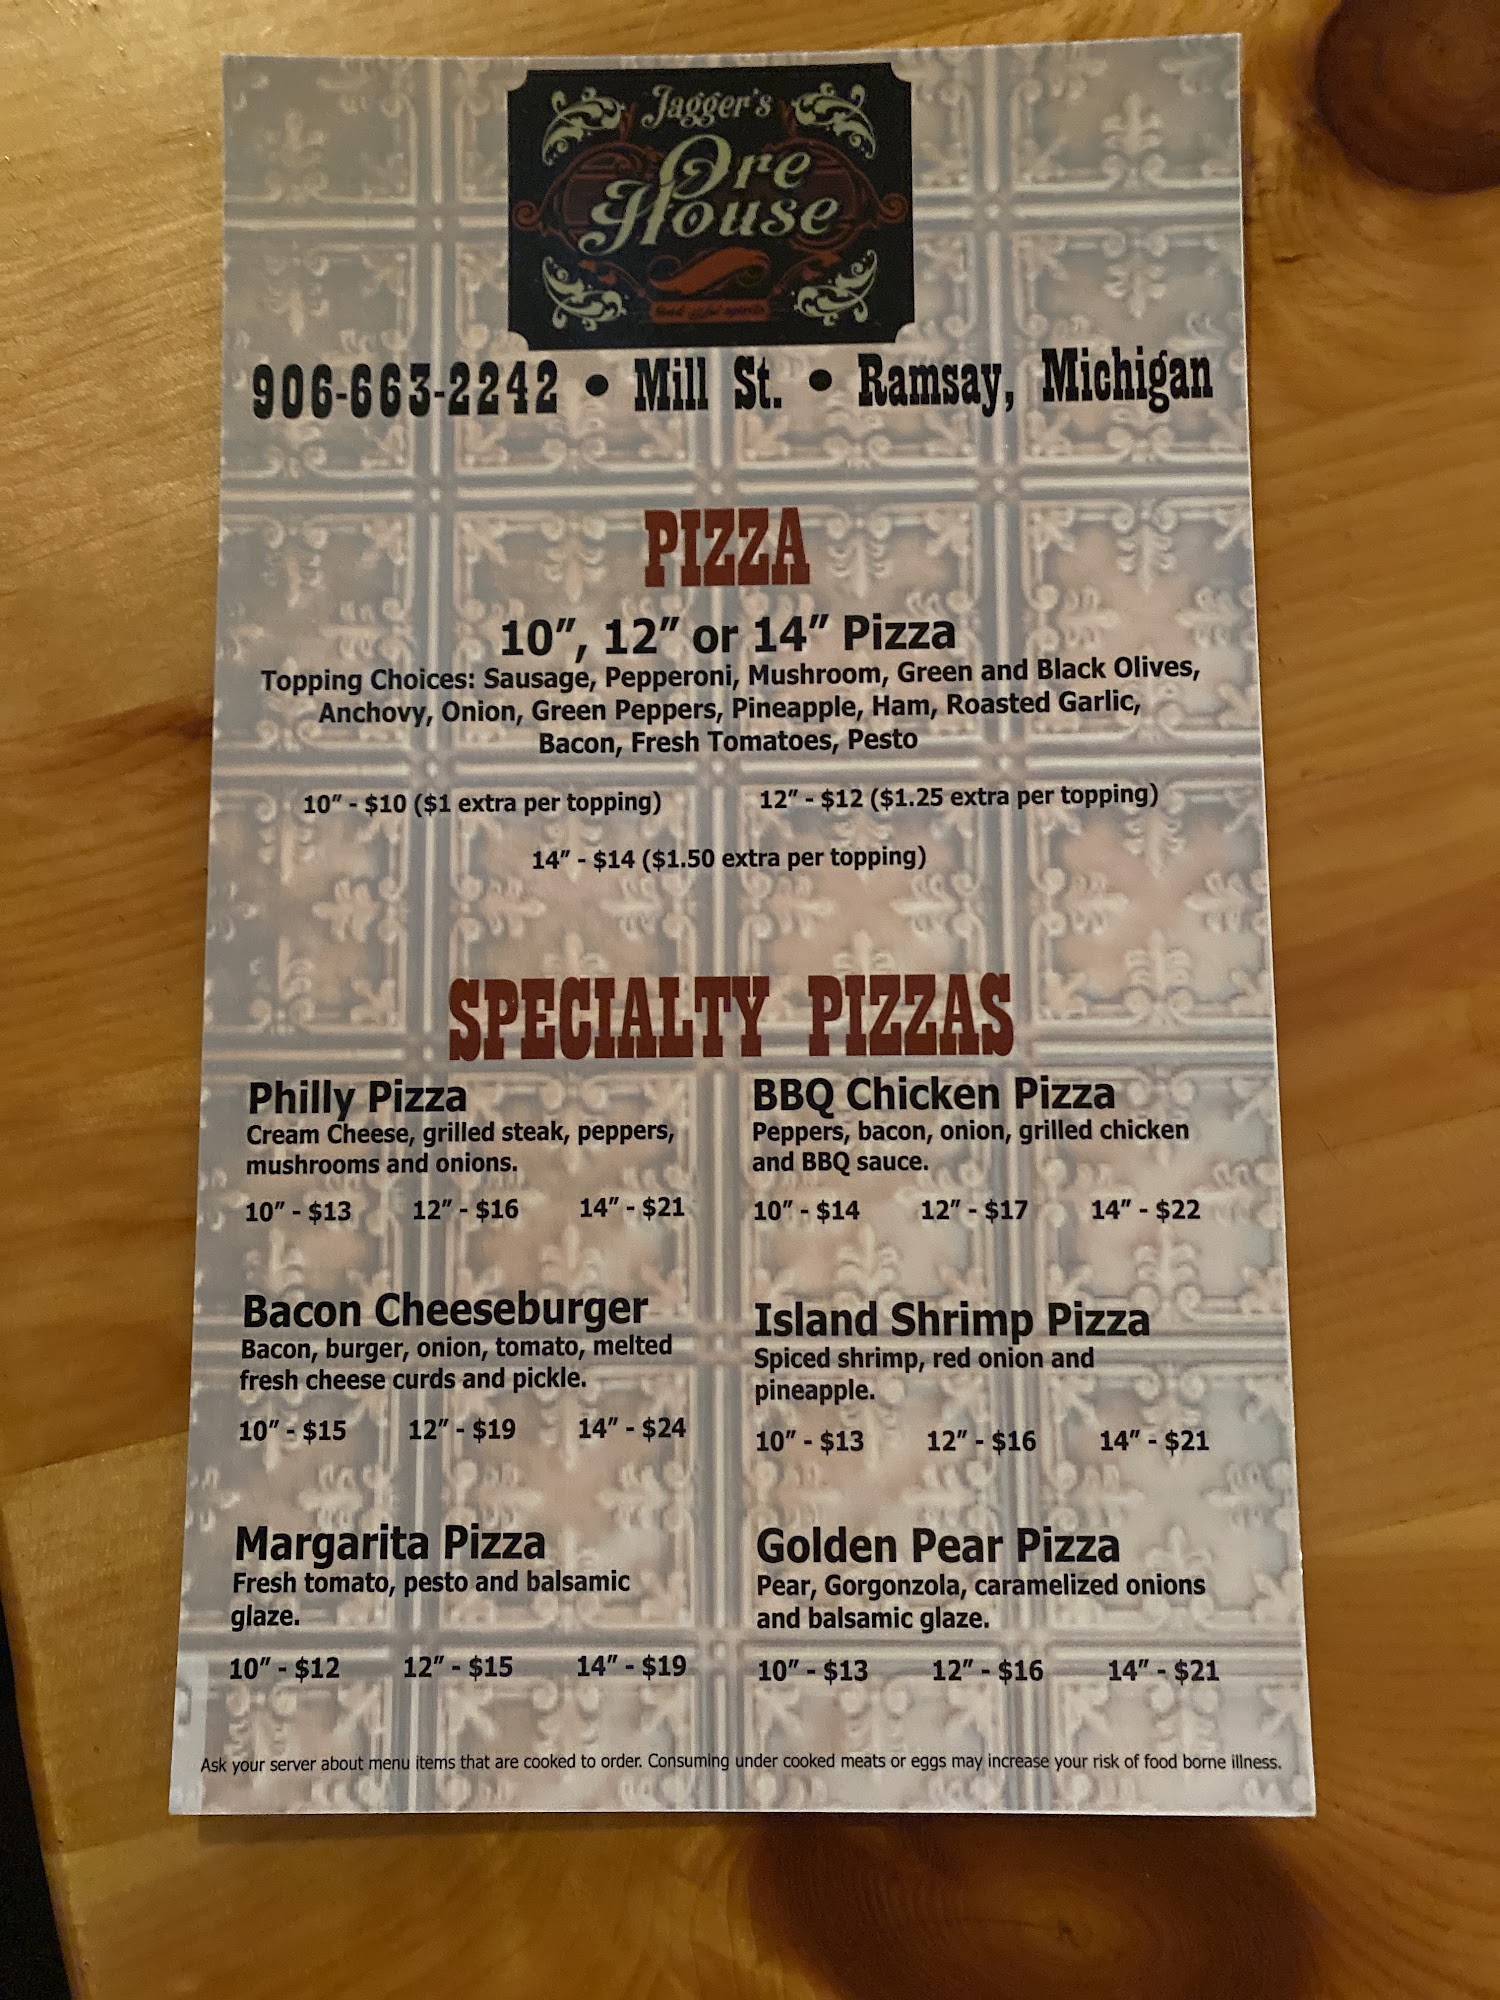 Jagger's
Ore
House
food and spirits
906-663-2242 • Mill St. • Ramsay, Michigan
PIZZA
10", 12" or 14" Pizza
Topping Choices: Sausage, Pepperoni, Mushroom, Green and Black Olives,
Anchovy, Onion, Green Peppers, Pineapple, Ham, Roasted Garlic,
Bacon, Fresh Tomatoes, Pesto
10" - $10 ($1 extra per topping) 12" - $12 ($1.25 extra per topping)
14" - $14 ($1.50 extra per topping)
SPECIALTY PIZZAS
Philly Pizza
Cream Cheese, grilled steak, peppers,
mushrooms and onions.
10" - $13 12" - $16 14" - $21
BBQ Chicken Pizza
Peppers, bacon, onion, grilled chicken
and BBQ sauce.
10" - $14 12" - $17 14" - $22
Bacon Cheeseburger
Bacon, burger, onion, tomato, melted
fresh cheese curds and pickle.
10" - $15 12" - $19 14" - $24
Island Shrimp Pizza
Spiced shrimp, red onion and
pineapple.
10" - $13 12" - $16 14" - $21
Margarita Pizza
Fresh tomato, pesto and balsamic
glaze.
10" - $12 12" - $15 14" - $19
Golden Pear Pizza
Pear, Gorgonzola, caramelized onions
and balsamic glaze.
10" - $13 12" - $16 14" - $21
Ask your server about menu items that are cooked to order. Consuming under cooked meats or eggs may increase your risk of food borne illness.